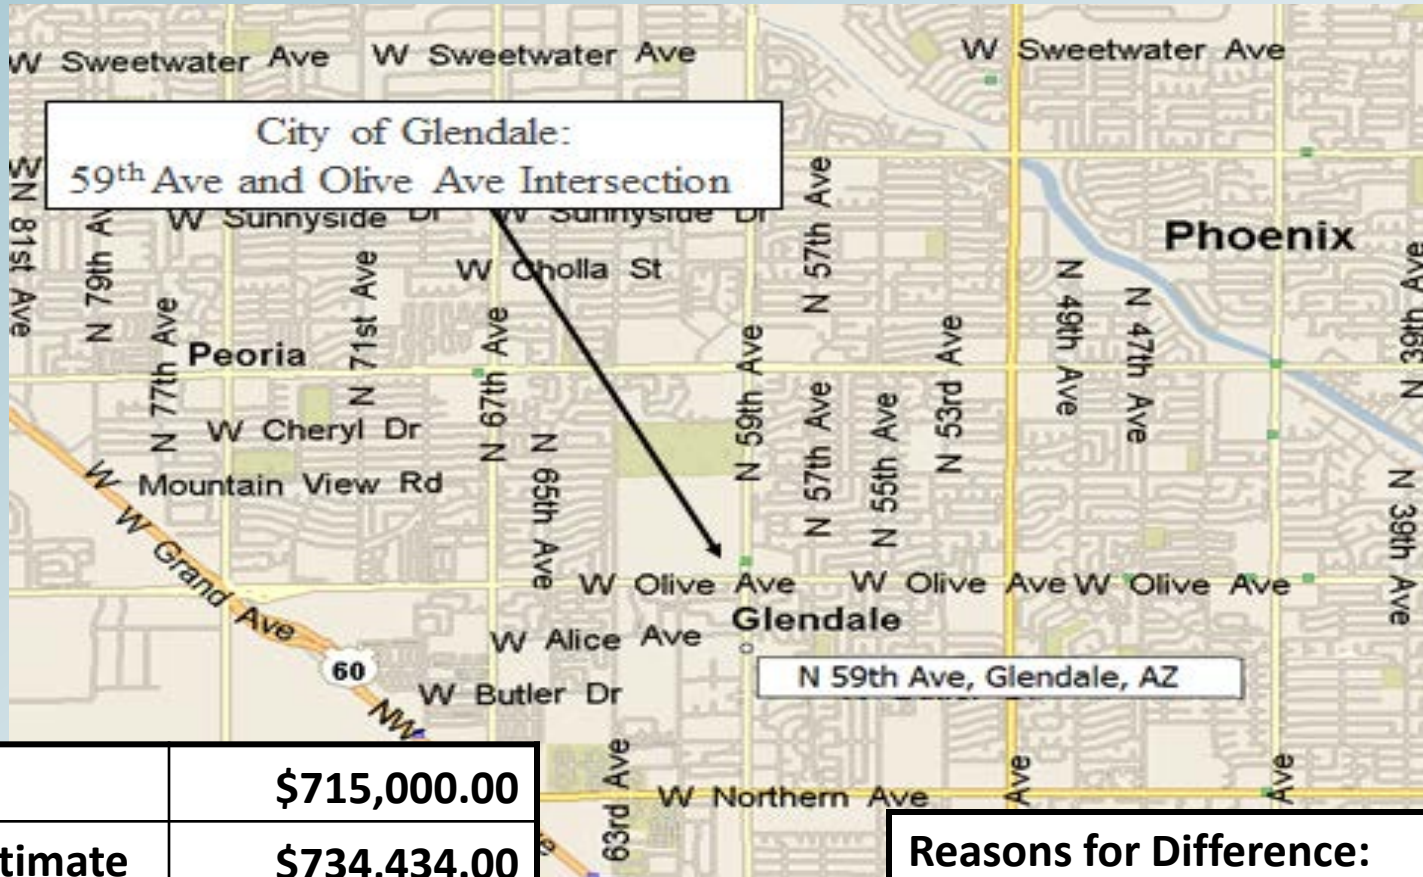 W Sweetwater Ave
W Sweetwater Ave
W Sweetwater Ave
City of Glendale:
59th Ave and Olive Ave Intersection
W Sunnyside Dr
W Sunnyside Dr
N 81st Ave
N 79th Av
N 77th Ave
N 71st Ave
W Cholla St
N 67th Ave
N 57th Ave
Phoenix
N 49th Ave
N 47th Ave
Peoria
N 59th Ave
N 53rd Ave
W Cheryl Dr
N 57th Ave
N 55th Ave
N 65th Ave
W Mountain View Rd
N 39th Ave
W Grand Ave
W Olive Ave
W Olive Ave
W Olive Ave
Glendale
W Alice Ave
60
N 59th Ave, Glendale, AZ
W Butler Dr
NW
63rd Ave
W Northern Ave
Ave
Ave
$715,000.00
timate
$734,434.00
Reasons for Difference: